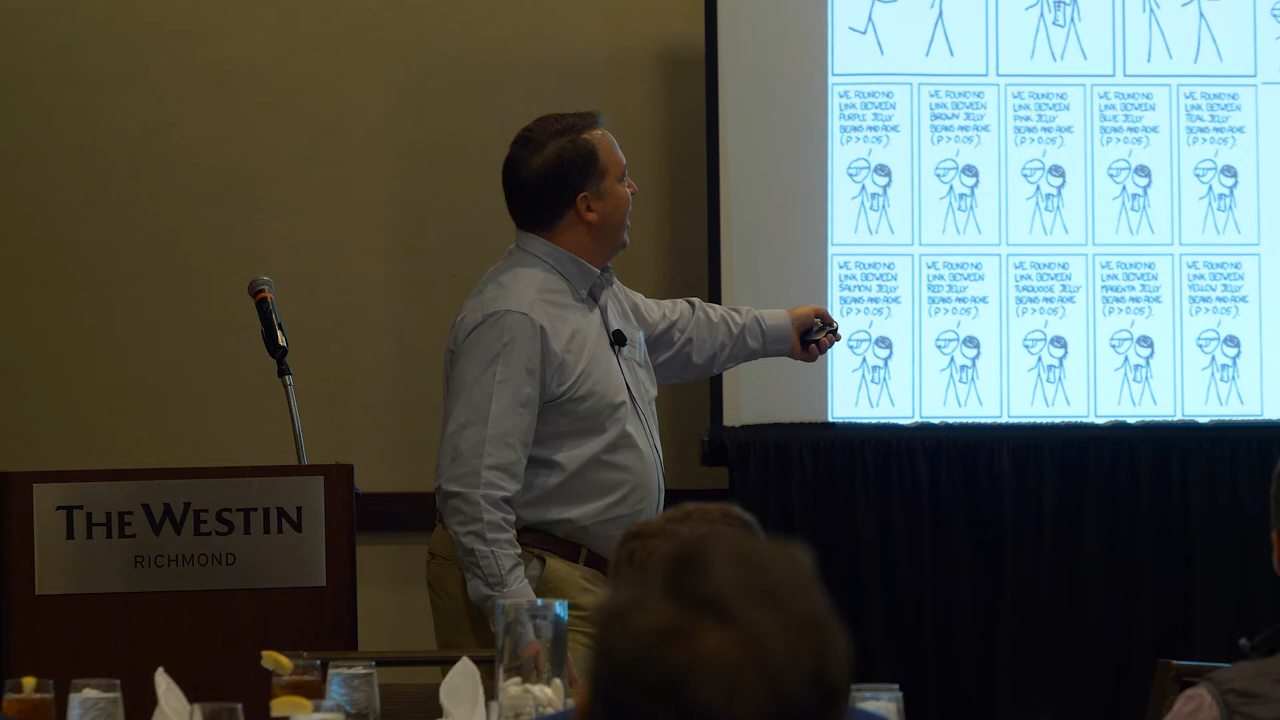 THE WESTIN
RICHMOND
WE FOUND NO
LINK BETWEEN
PURPLE JELLY
BEANS AND ACNE
(P > 0.05).
WE FOUND NO
LINK BETWEEN
BROWN JELLY
BEANS AND ACNE
(P > 0.05).
WE FOUND NO
LINK BETWEEN
PINK JELLY
BEANS AND ACNE
(P > 0.05).
WE FOUND NO
LINK BETWEEN
BLUE JELLY
BEANS AND ACNE
(P > 0.05).
WE FOUND NO
LINK BETWEEN
TEAL JELLY
BEANS AND ACNE
(P > 0.05).
WE FOUND NO
LINK BETWEEN
SALMON JELLY
BEANS AND ACNE
(P > 0.05).
WE FOUND NO
LINK BETWEEN
RED JELLY
BEANS AND ACNE
(P > 0.05).
WE FOUND NO
LINK BETWEEN
TURQUOISE JELLY
BEANS AND ACNE
(P > 0.05).
WE FOUND NO
LINK BETWEEN
MAGENTA JELLY
BEANS AND ACNE
(P > 0.05).
WE FOUND NO
LINK BETWEEN
YELLOW JELLY
BEANS AND ACNE
(P > 0.05).